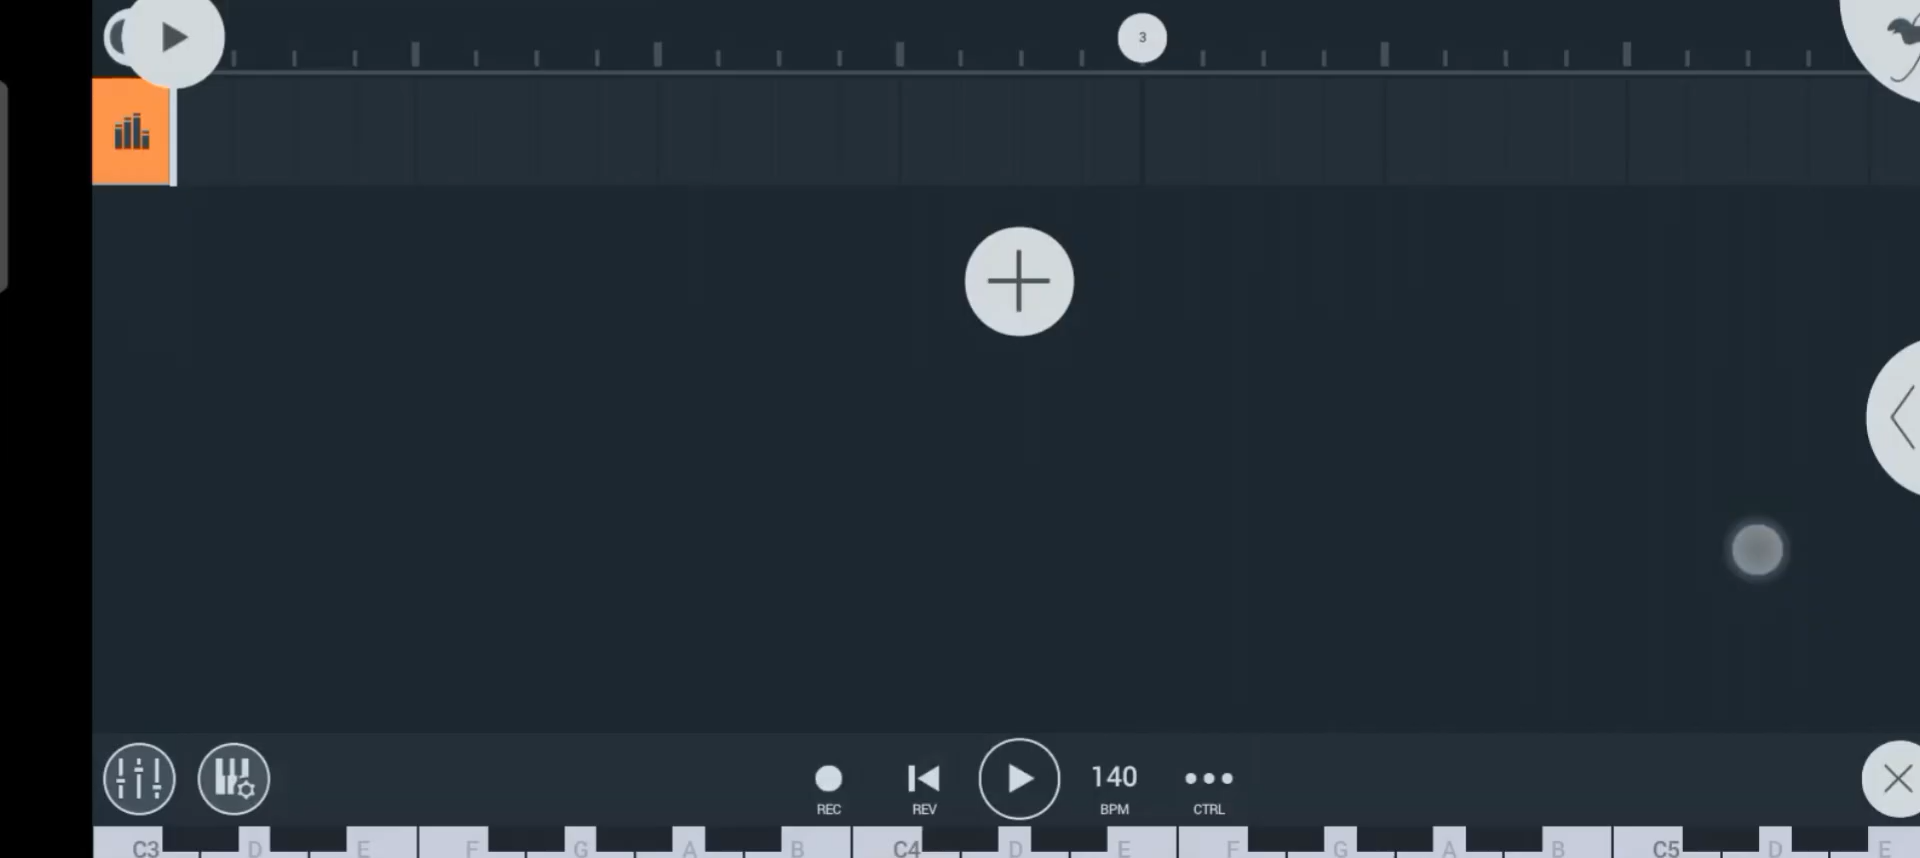 3
140
REC
REV
BPM
CTRL
C3 D E F G A B C4 D E F G A B C5 D E